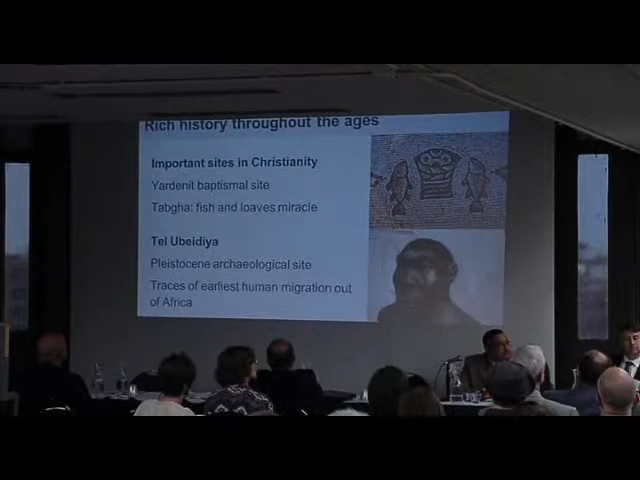 Rich history throughout the ages
Important sites in Christianity
Yardenit baptismal site
Tabgha: fish and loaves miracle
Tel Ubeidiya
Pleistocene archaeological site
Traces of earliest human migration out
of Africa